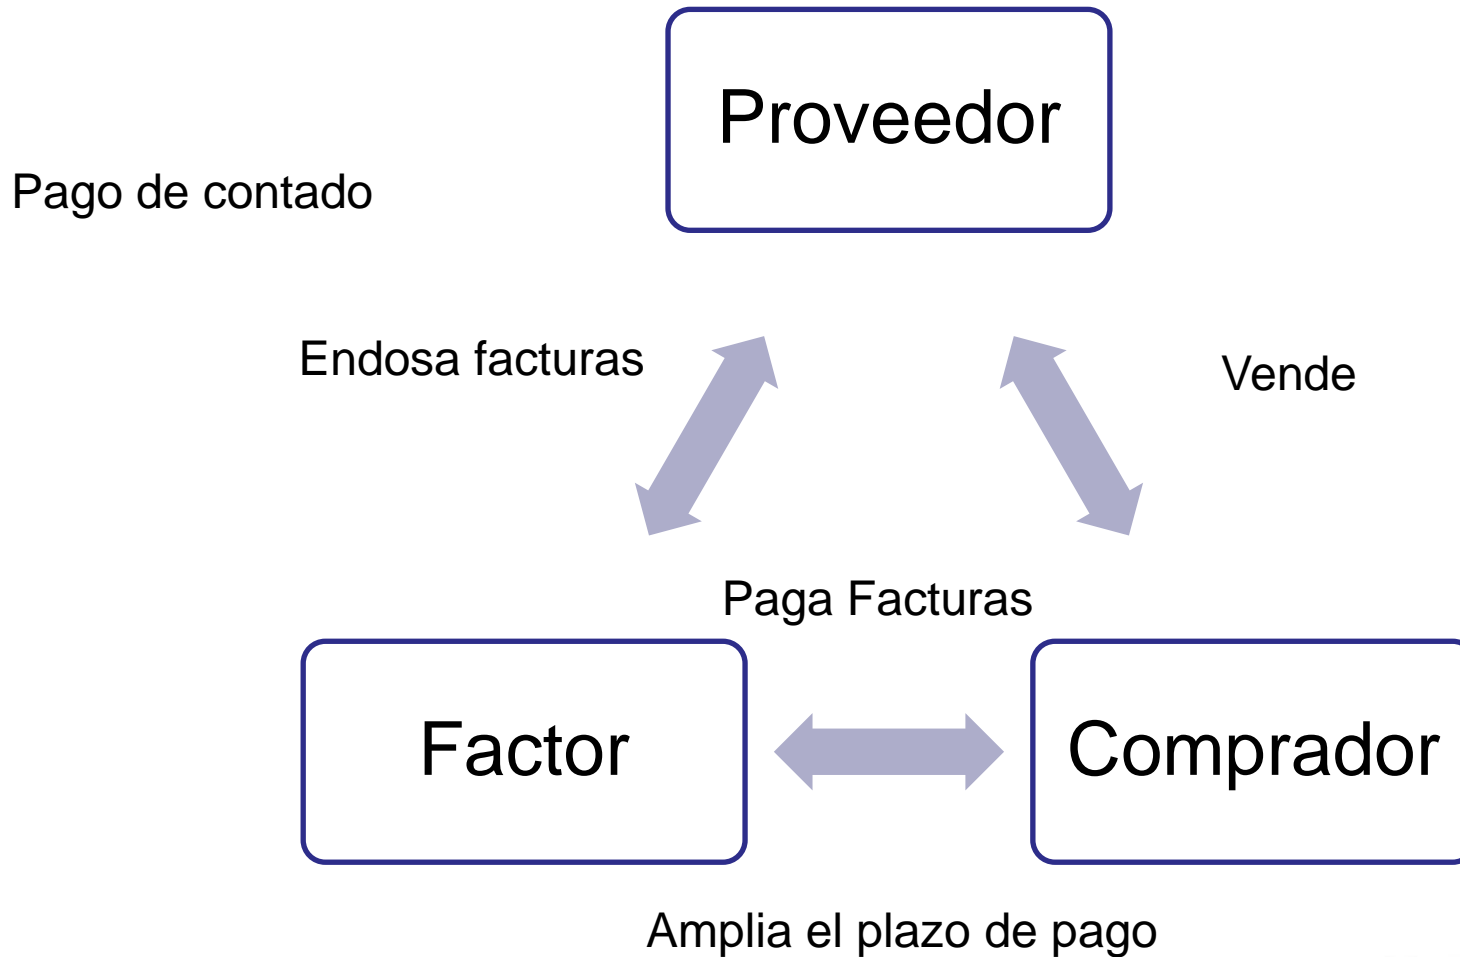 Proveedor
Pago de contado
Endosa facturas
Vende
Paga Facturas
Factor
Comprador
Amplia el plazo de pago